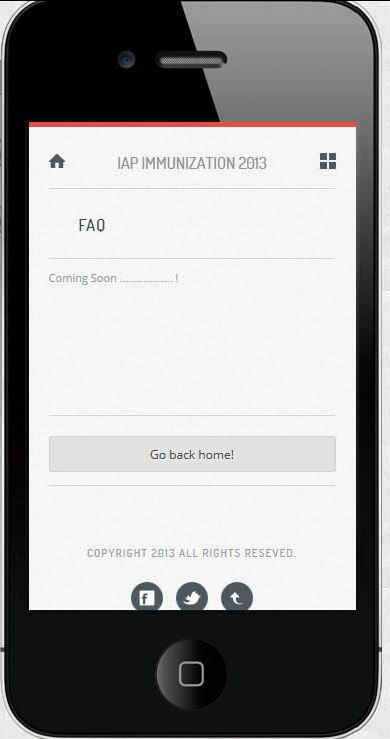 IAP IMMUNIZATION 2013
FAQ
Coming Soon .................. !
Go back home!
COPYRIGHT 2013 ALL RIGHTS RESEVED.